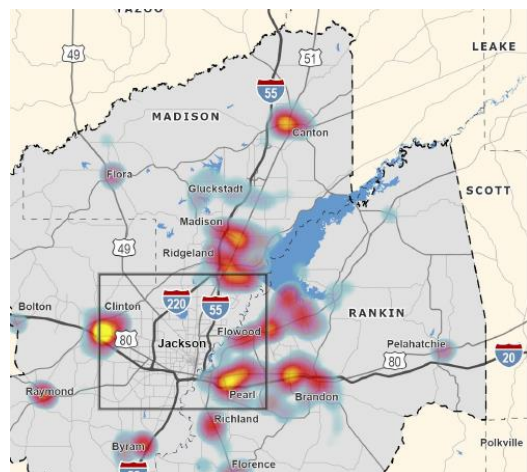 YAZOO
49
51
LEAKE
55
MADISON
Canton
Flora
SCOTT
Gluckstadt
Madison
49
Ridgeland
Bolton
Clinton
220
55
RANKIN
80
Jackson
Flowood
Pelahatchie
80
20
Raymond
Pearl
Brandon
Richland
Byram
Polkville
Florence